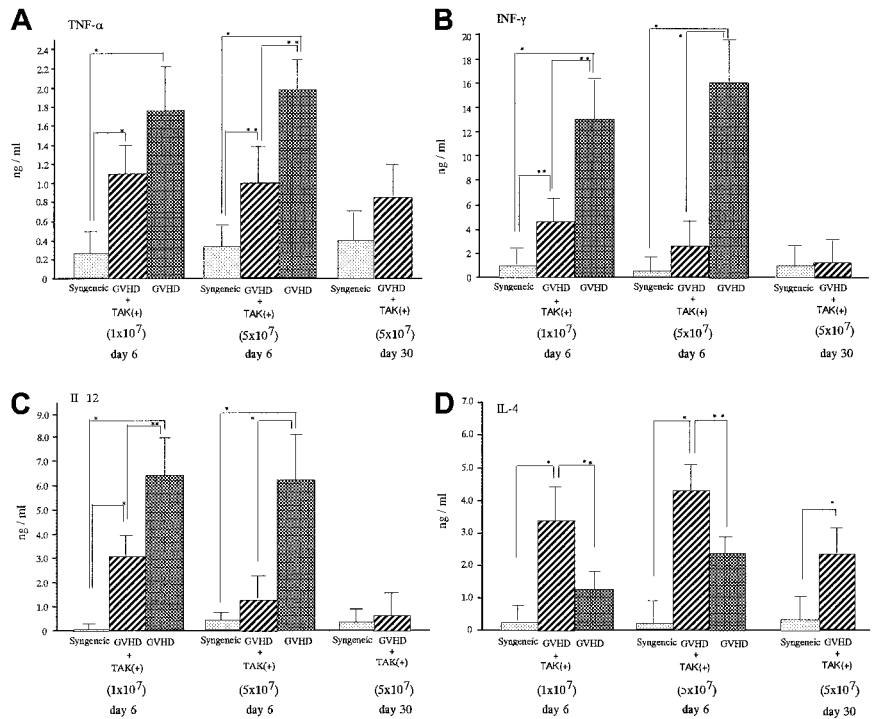 A
TNF-α
2.4
2.2
2.0
1.8
1.6
1.4
1.2
1.0
0.8
0.6
0.4
0.2
0
ng / ml
* * * * ** **
Syngeneic GVHD + TAK(+) GVHD
(1x10⁷)
day 6
Syngeneic GVHD + TAK(+) GVHD
(5x10⁷)
day 6
Syngeneic GVHD + TAK(+)
(5x10⁷)
day 30
B
INF-γ
20
18
16
14
12
10
8
6
4
2
0
ng / ml
* ** ** * *
Syngeneic GVHD + TAK(+) GVHD
(1x10⁷)
day 6
Syngeneic GVHD + TAK(+) GVHD
(5x10⁷)
day 6
Syngeneic GVHD + TAK(+)
(5x10⁷)
day 30
C
Il 12
9.0
8.0
7.0
6.0
5.0
4.0
3.0
2.0
1.0
0
ng / ml
* ** * * *
Syngeneic GVHD + TAK(+) GVHD
(1x10⁷)
day 6
Syngeneic GVHD + TAK(+) GVHD
(5x10⁷)
day 6
Syngeneic GVHD + TAK(+)
(5x10⁷)
day 30
D
IL-4
7.0
6.0
5.0
4.0
3.0
2.0
1.0
0
ng / ml
* ** * ** *
Syngeneic GVHD + TAK(+) GVHD
(1x10⁷)
day 6
Syngeneic GVHD + TAK(+) GVHD
(5x10⁷)
day 6
Syngeneic GVHD + TAK(+)
(5x10⁷)
day 30